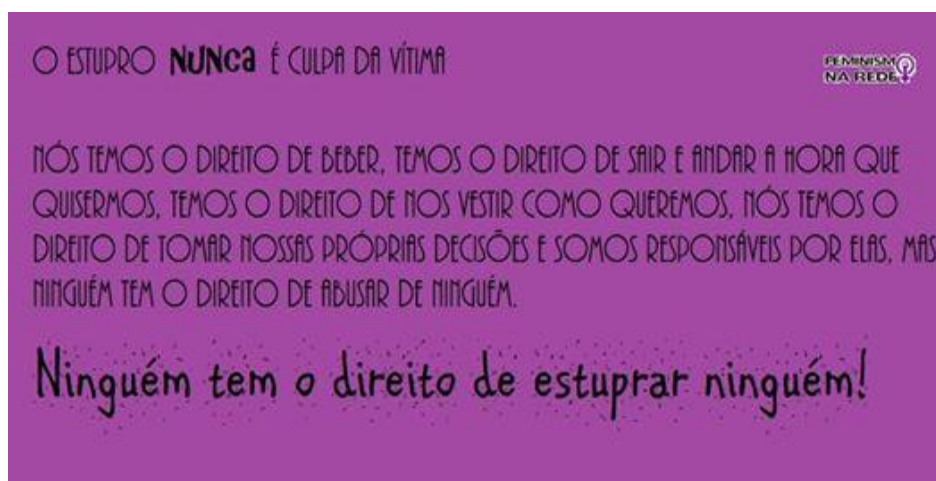 O ESTUPRO NUNca É CULPA DA VÍTIMA
FEMINISMO
NA REDE
NÓS TEMOS O DIREITO DE BEBER, TEMOS O DIREITO DE SAIR E ANDAR A HORA QUE
QUISERMOS, TEMOS O DIREITO DE NOS VESTIR COMO QUEREMOS, NÓS TEMOS O
DIREITO DE TOMAR NOSSAS PRÓPRIAS DECISÕES E SOMOS RESPONSÁVEIS POR ELAS, MAS
NINGUÉM TEM O DIREITO DE ABUSAR DE NINGUÉM.
Ninguém tem o direito de estuprar ninguém!